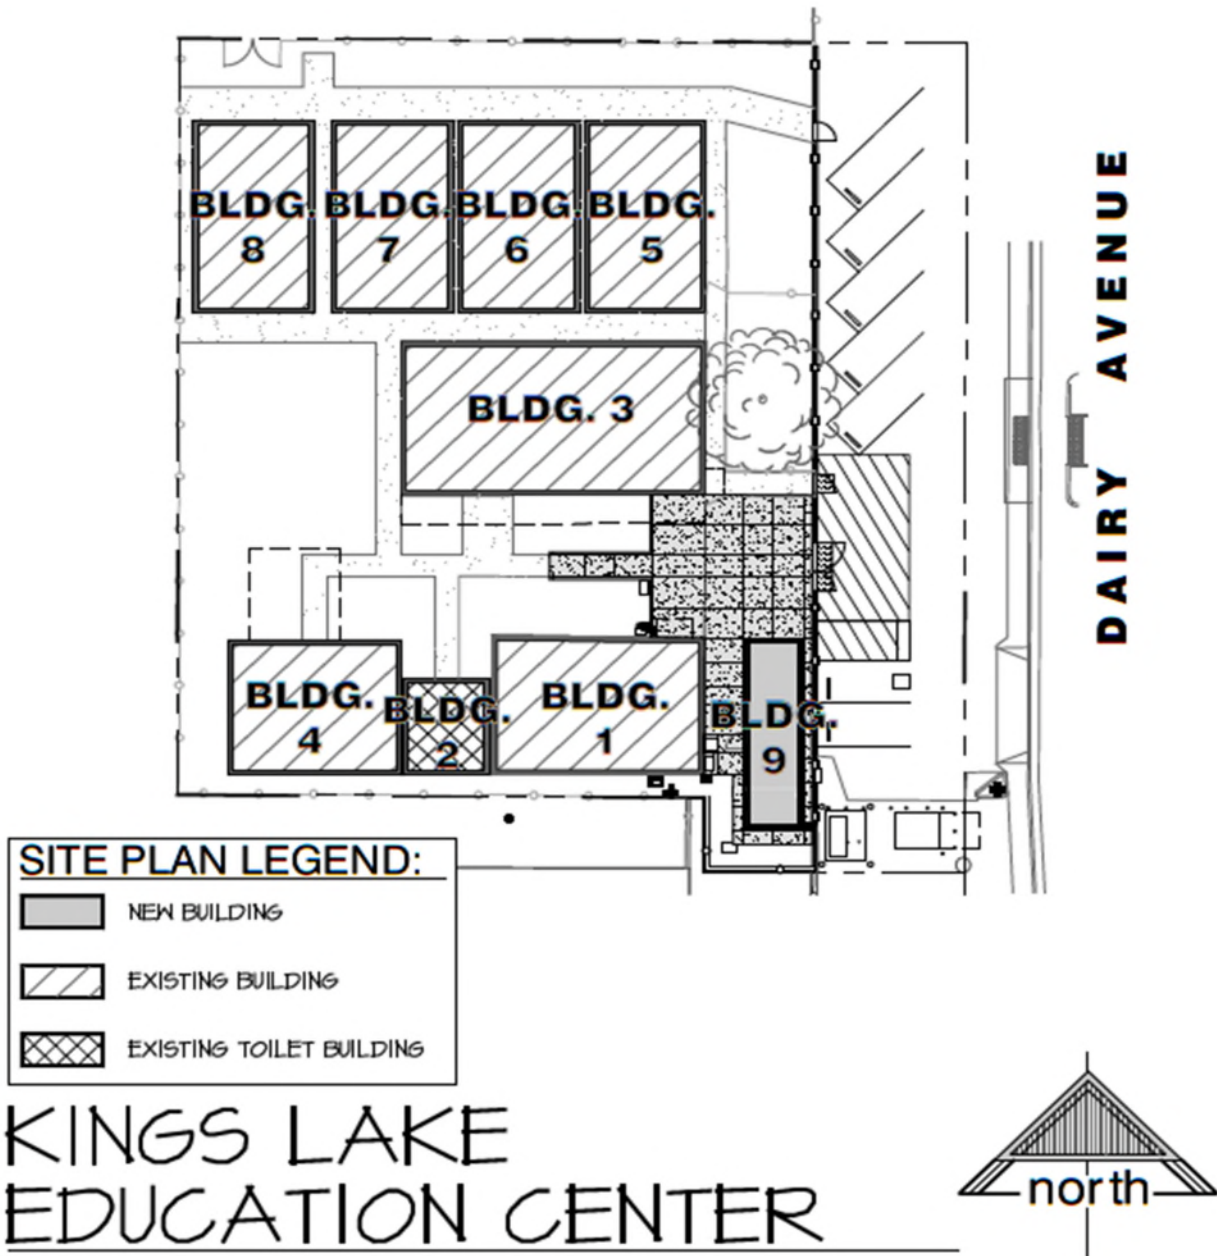 BLDG. 8
BLDG. 7
BLDG. 6
BLDG. 5
BLDG. 3
BLDG. 4
BLDG. 2
BLDG. 1
BLDG. 9
DAIRY AVENUE
SITE PLAN LEGEND:
NEW BUILDING
EXISTING BUILDING
EXISTING TOILET BUILDING
KINGS LAKE
EDUCATION CENTER
north